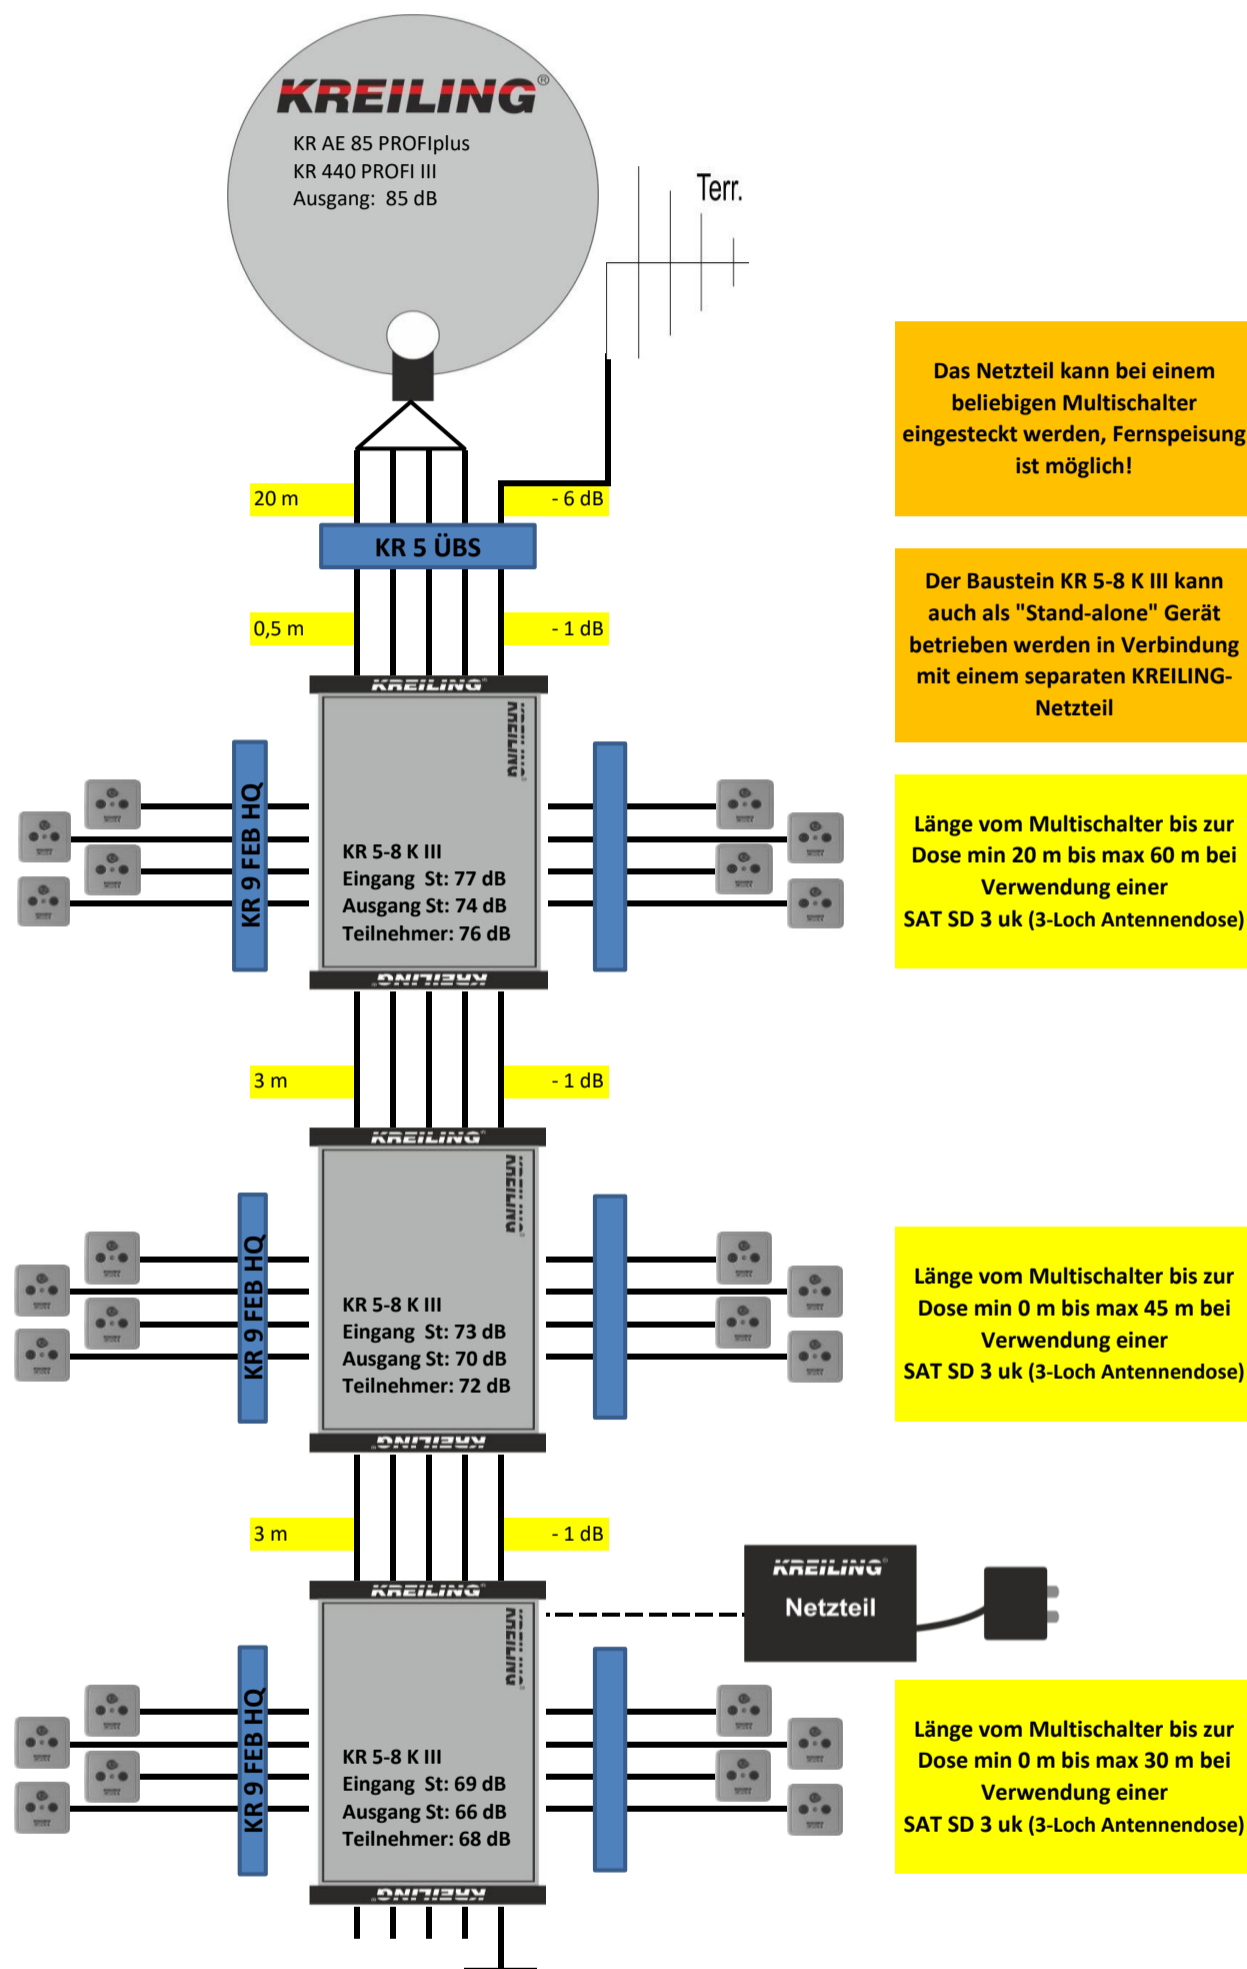 KREILING®
KR AE 85 PROFIplus
KR 440 PROFI III
Ausgang: 85 dB
Terr.
Das Netzteil kann bei einem
beliebigen Multischalter
eingesteckt werden, Fernspeisung
ist möglich!
20 m
- 6 dB
KR 5 ÜBS
Der Baustein KR 5-8 K III kann
auch als "Stand-alone" Gerät
betrieben werden in Verbindung
mit einem separaten KREILING-
Netzteil
0,5 m
- 1 dB
KREILING®
KREILING
KR 9 FEB HQ
KR 5-8 K III
Eingang St: 77 dB
Ausgang St: 74 dB
Teilnehmer: 76 dB
KREILING®
Länge vom Multischalter bis zur
Dose min 20 m bis max 60 m bei
Verwendung einer
SAT SD 3 uk (3-Loch Antennendose)
3 m
- 1 dB
KREILING®
KREILING
KR 9 FEB HQ
KR 5-8 K III
Eingang St: 73 dB
Ausgang St: 70 dB
Teilnehmer: 72 dB
KREILING®
Länge vom Multischalter bis zur
Dose min 0 m bis max 45 m bei
Verwendung einer
SAT SD 3 uk (3-Loch Antennendose)
3 m
- 1 dB
KREILING®
Netzteil
KREILING®
KREILING
KR 9 FEB HQ
KR 5-8 K III
Eingang St: 69 dB
Ausgang St: 66 dB
Teilnehmer: 68 dB
KREILING®
Länge vom Multischalter bis zur
Dose min 0 m bis max 30 m bei
Verwendung einer
SAT SD 3 uk (3-Loch Antennendose)